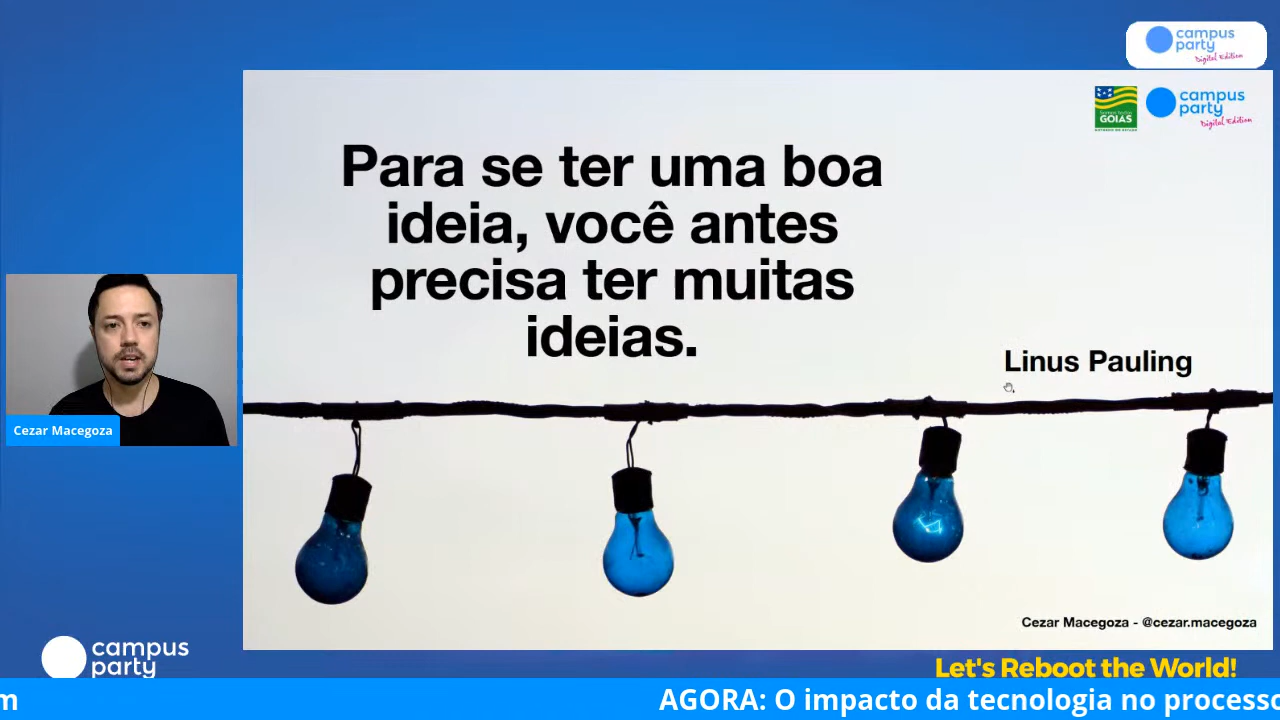 campus
party
Digital Edition
GOIÁS
campus
party
Digital Edition
Para se ter uma boa
ideia, você antes
precisa ter muitas
ideias.
Linus Pauling
Cezar Macegoza
Cezar Macegoza - @cezar.macegoza
campus
party
Let's Reboot the World!
m
AGORA: O impacto da tecnologia no processo